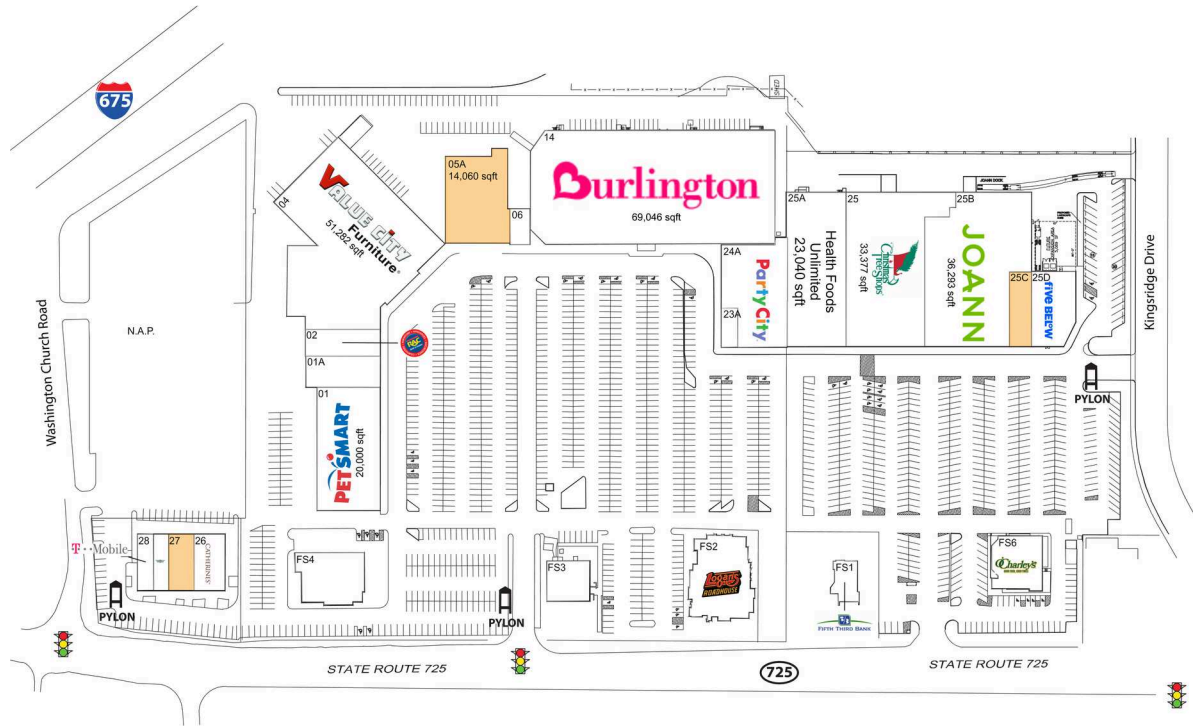 675
SHED
14
05A
14,060 sqft
Burlington
69,046 sqft
06
04
VALUE CITY
Furniture®
51,282 sqft
25A
25
25B
JOANN DOCK
Health Foods
Unlimited
23,040 sqft
Christmas
Tree Shops
33,377 sqft
JOANN
36,293 sqft
25C
25D
five BELOW
24A
23A
Party City
Kingsridge Drive
Washington Church Road
N.A.P.
02
RAC
01A
01
PETSMART
20,000 sqft
PYLON
T··Mobile
28
27
26
CATHERINES
FS4
FS3
FS2
Logan's
ROADHOUSE
FS1
FIFTH THIRD BANK
FS6
O'Charley's
PYLON
PYLON
STATE ROUTE 725
725
STATE ROUTE 725